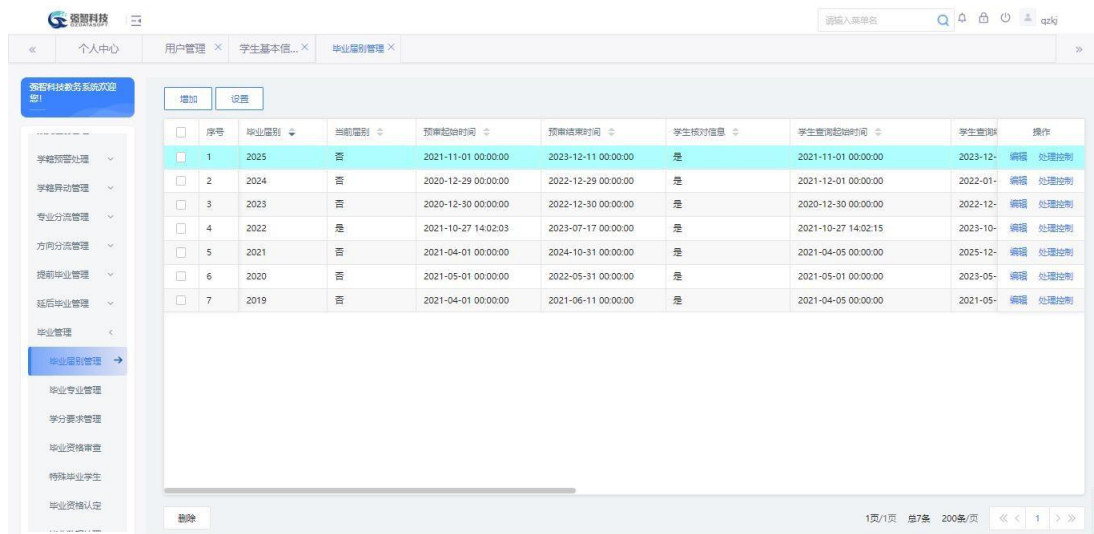 强智科技
QZDATASOFT
请输入菜单名
qzkj
个人中心
用户管理 ×
学生基本信... ×
毕业届别管理 ×
强智科技教务系统欢迎
您!
增加
设置
学籍预警处理
学籍异动管理
专业分流管理
方向分流管理
提前毕业管理
延后毕业管理
毕业管理
毕业届别管理
毕业专业管理
学分要求管理
毕业资格审查
特殊毕业学生
毕业资格认定
序号 毕业届别 当前届别 预审起始时间 预审结束时间 学生核对信息 学生查询起始时间 学生查询 操作
1 2025 否 2021-11-01 00:00:00 2023-12-11 00:00:00 是 2021-11-01 00:00:00 2023-12- 编辑 处理控制
2 2024 否 2020-12-29 00:00:00 2022-12-29 00:00:00 是 2021-12-01 00:00:00 2022-01- 编辑 处理控制
3 2023 否 2020-12-30 00:00:00 2022-12-30 00:00:00 是 2020-12-30 00:00:00 2022-12- 编辑 处理控制
4 2022 是 2021-10-27 14:02:03 2023-07-17 00:00:00 是 2021-10-27 14:02:15 2023-10- 编辑 处理控制
5 2021 否 2021-04-01 00:00:00 2024-10-31 00:00:00 是 2021-04-05 00:00:00 2025-12- 编辑 处理控制
6 2020 否 2021-05-01 00:00:00 2022-05-31 00:00:00 是 2021-05-01 00:00:00 2023-05- 编辑 处理控制
7 2019 否 2021-04-01 00:00:00 2021-06-11 00:00:00 是 2021-04-05 00:00:00 2021-05- 编辑 处理控制
删除
1页/1页 总7条 200条/页 1